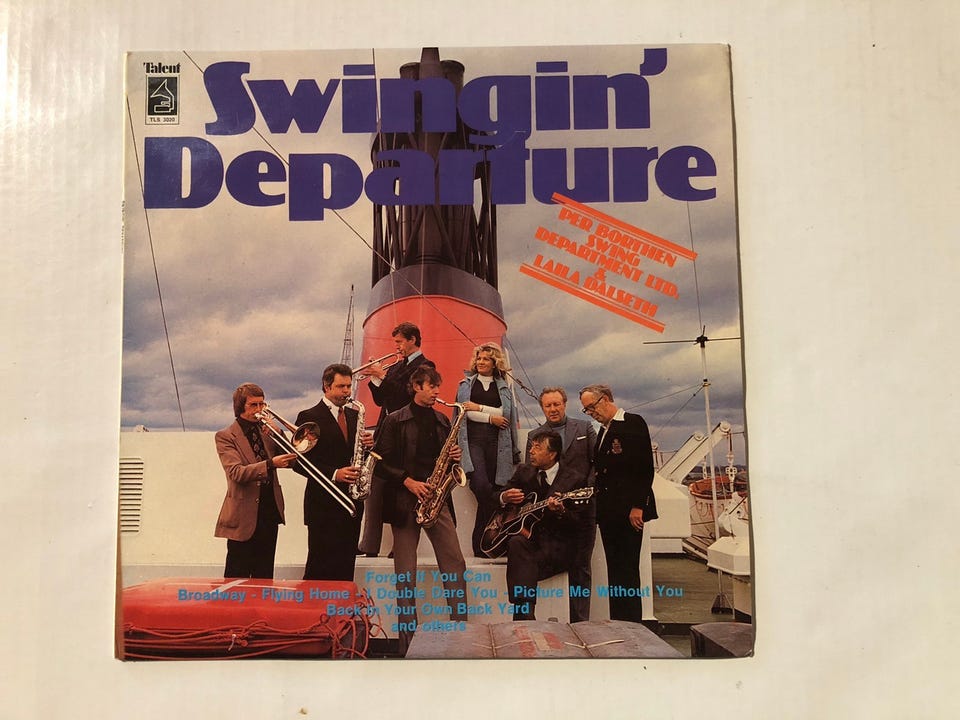 Talent
TLS 3020
Swingin'
Departure
PER BORTHEN
SWING
DEPARTMENT LTD.
&
LAILA DALSETH
Forget If You Can
Broadway - Flying Home - I Double Dare You - Picture Me Without You
Back In Your Own Back Yard
and others